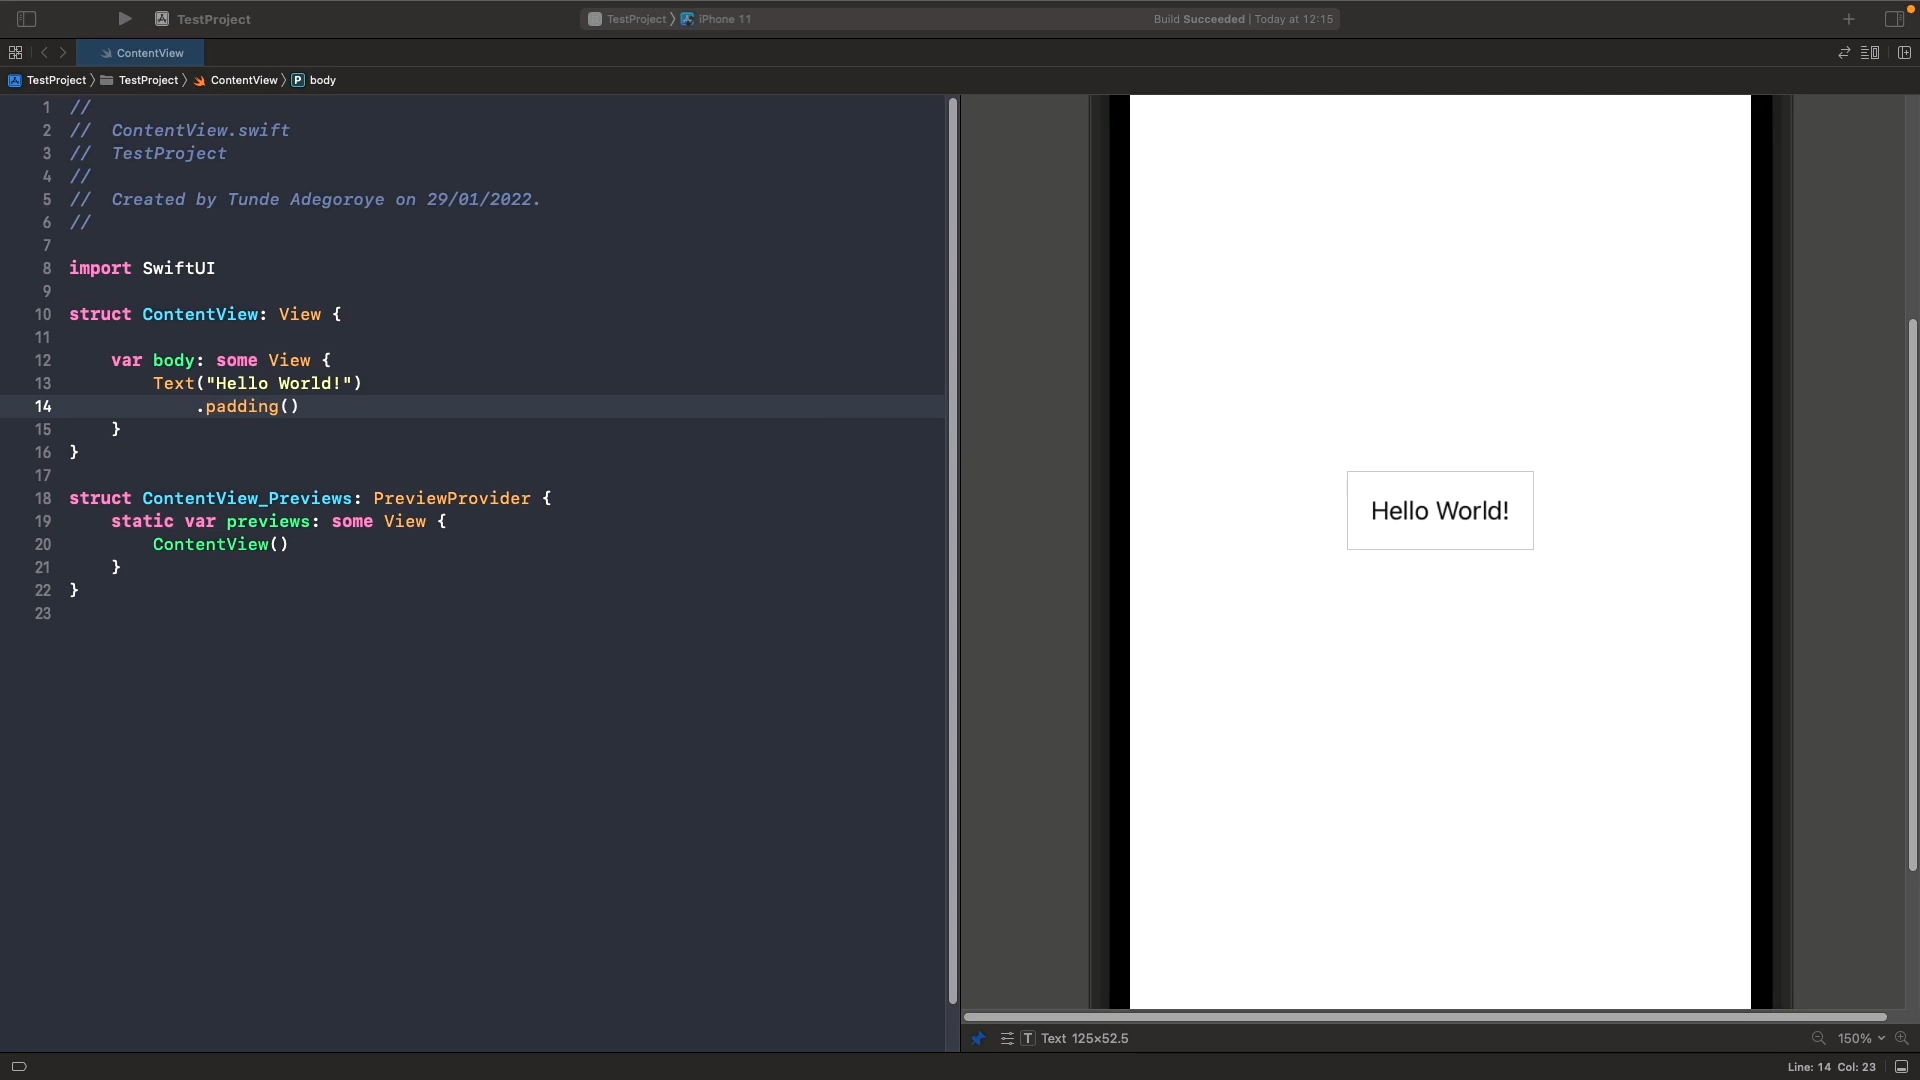 TestProject
TestProject 〉 iPhone 11
Build Succeeded | Today at 12:15
ContentView
TestProject 〉 TestProject 〉 ContentView 〉 P body
1 //
2 //  ContentView.swift
3 //  TestProject
4 //
5 //  Created by Tunde Adegoroye on 29/01/2022.
6 //
7
8 import SwiftUI
9
10 struct ContentView: View {
11
12     var body: some View {
13         Text("Hello World!")
14             .padding()
15     }
16 }
17
18 struct ContentView_Previews: PreviewProvider {
19     static var previews: some View {
20         ContentView()
21     }
22 }
23
Hello World!
T Text 125×52.5
150%
Line: 14 Col: 23